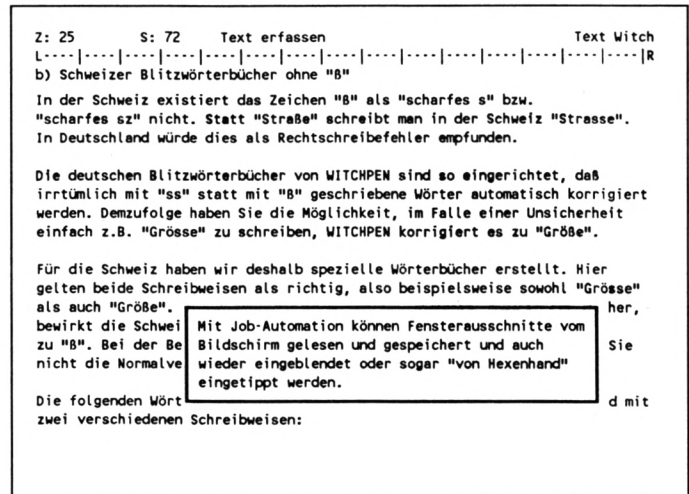 Z: 25 S: 72 Text erfassen Text Witch
L----|----|----|----|----|----|----|----|----|----|----|----|----|----|----|R
b) Schweizer Blitzwörterbücher ohne "ß"
In der Schweiz existiert das Zeichen "ß" als "scharfes s" bzw.
"scharfes sz" nicht. Statt "Straße" schreibt man in der Schweiz "Strasse".
In Deutschland würde dies als Rechtschreibefehler empfunden.
Die deutschen Blitzwörterbücher von WITCHPEN sind so eingerichtet, daß
irrtümlich mit "ss" statt mit "ß" geschriebene Wörter automatisch korrigiert
werden. Demzufolge haben Sie die Möglichkeit, im Falle einer Unsicherheit
einfach z.B. "Grösse" zu schreiben, WITCHPEN korrigiert es zu "Größe".
Für die Schweiz haben wir deshalb spezielle Wörterbücher erstellt. Hier
gelten beide Schreibweisen als richtig, also beispielsweise sowohl "Grösse"
als auch "Größe". her,
bewirkt die Schwei
zu "ß". Bei der Be Sie
nicht die Normalve
Mit Job-Automation können Fensterausschnitte vom
Bildschirm gelesen und gespeichert und auch
wieder eingeblendet oder sogar "von Hexenhand"
eingetippt werden.
Die folgenden Wört d mit
zwei verschiedenen Schreibweisen: